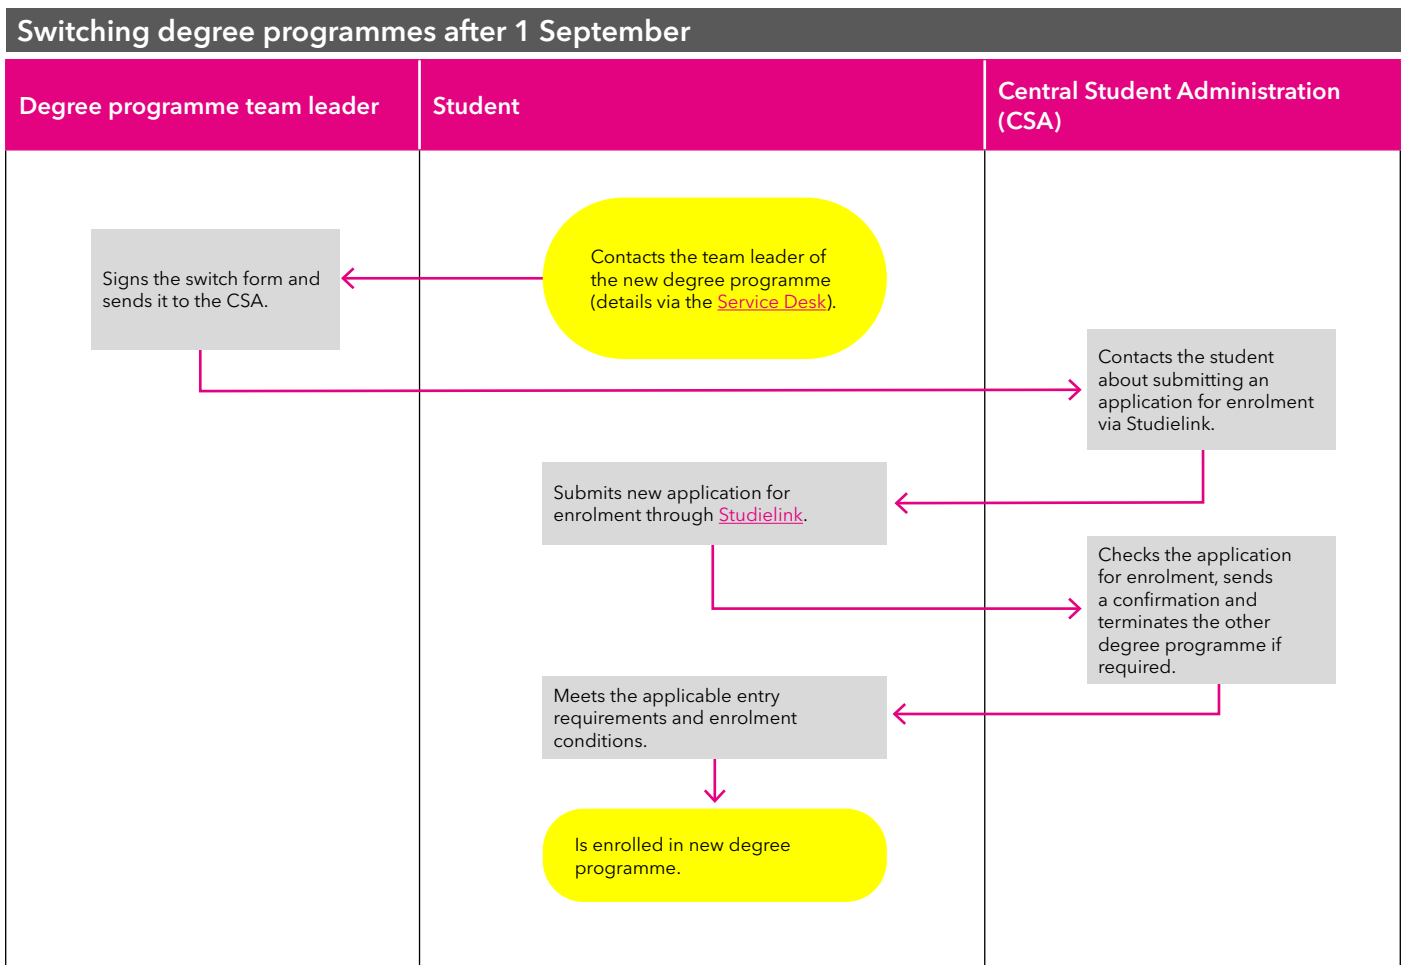 Switching degree programmes after 1 September
Degree programme team leader
Student
Central Student Administration
(CSA)
Contacts the team leader of
the new degree programme
(details via the Service Desk).
Signs the switch form and
sends it to the CSA.
Contacts the student
about submitting an
application for enrolment
via Studielink.
Submits new application for
enrolment through Studielink.
Checks the application
for enrolment, sends
a confirmation and
terminates the other
degree programme if
required.
Meets the applicable entry
requirements and enrolment
conditions.
Is enrolled in new degree
programme.